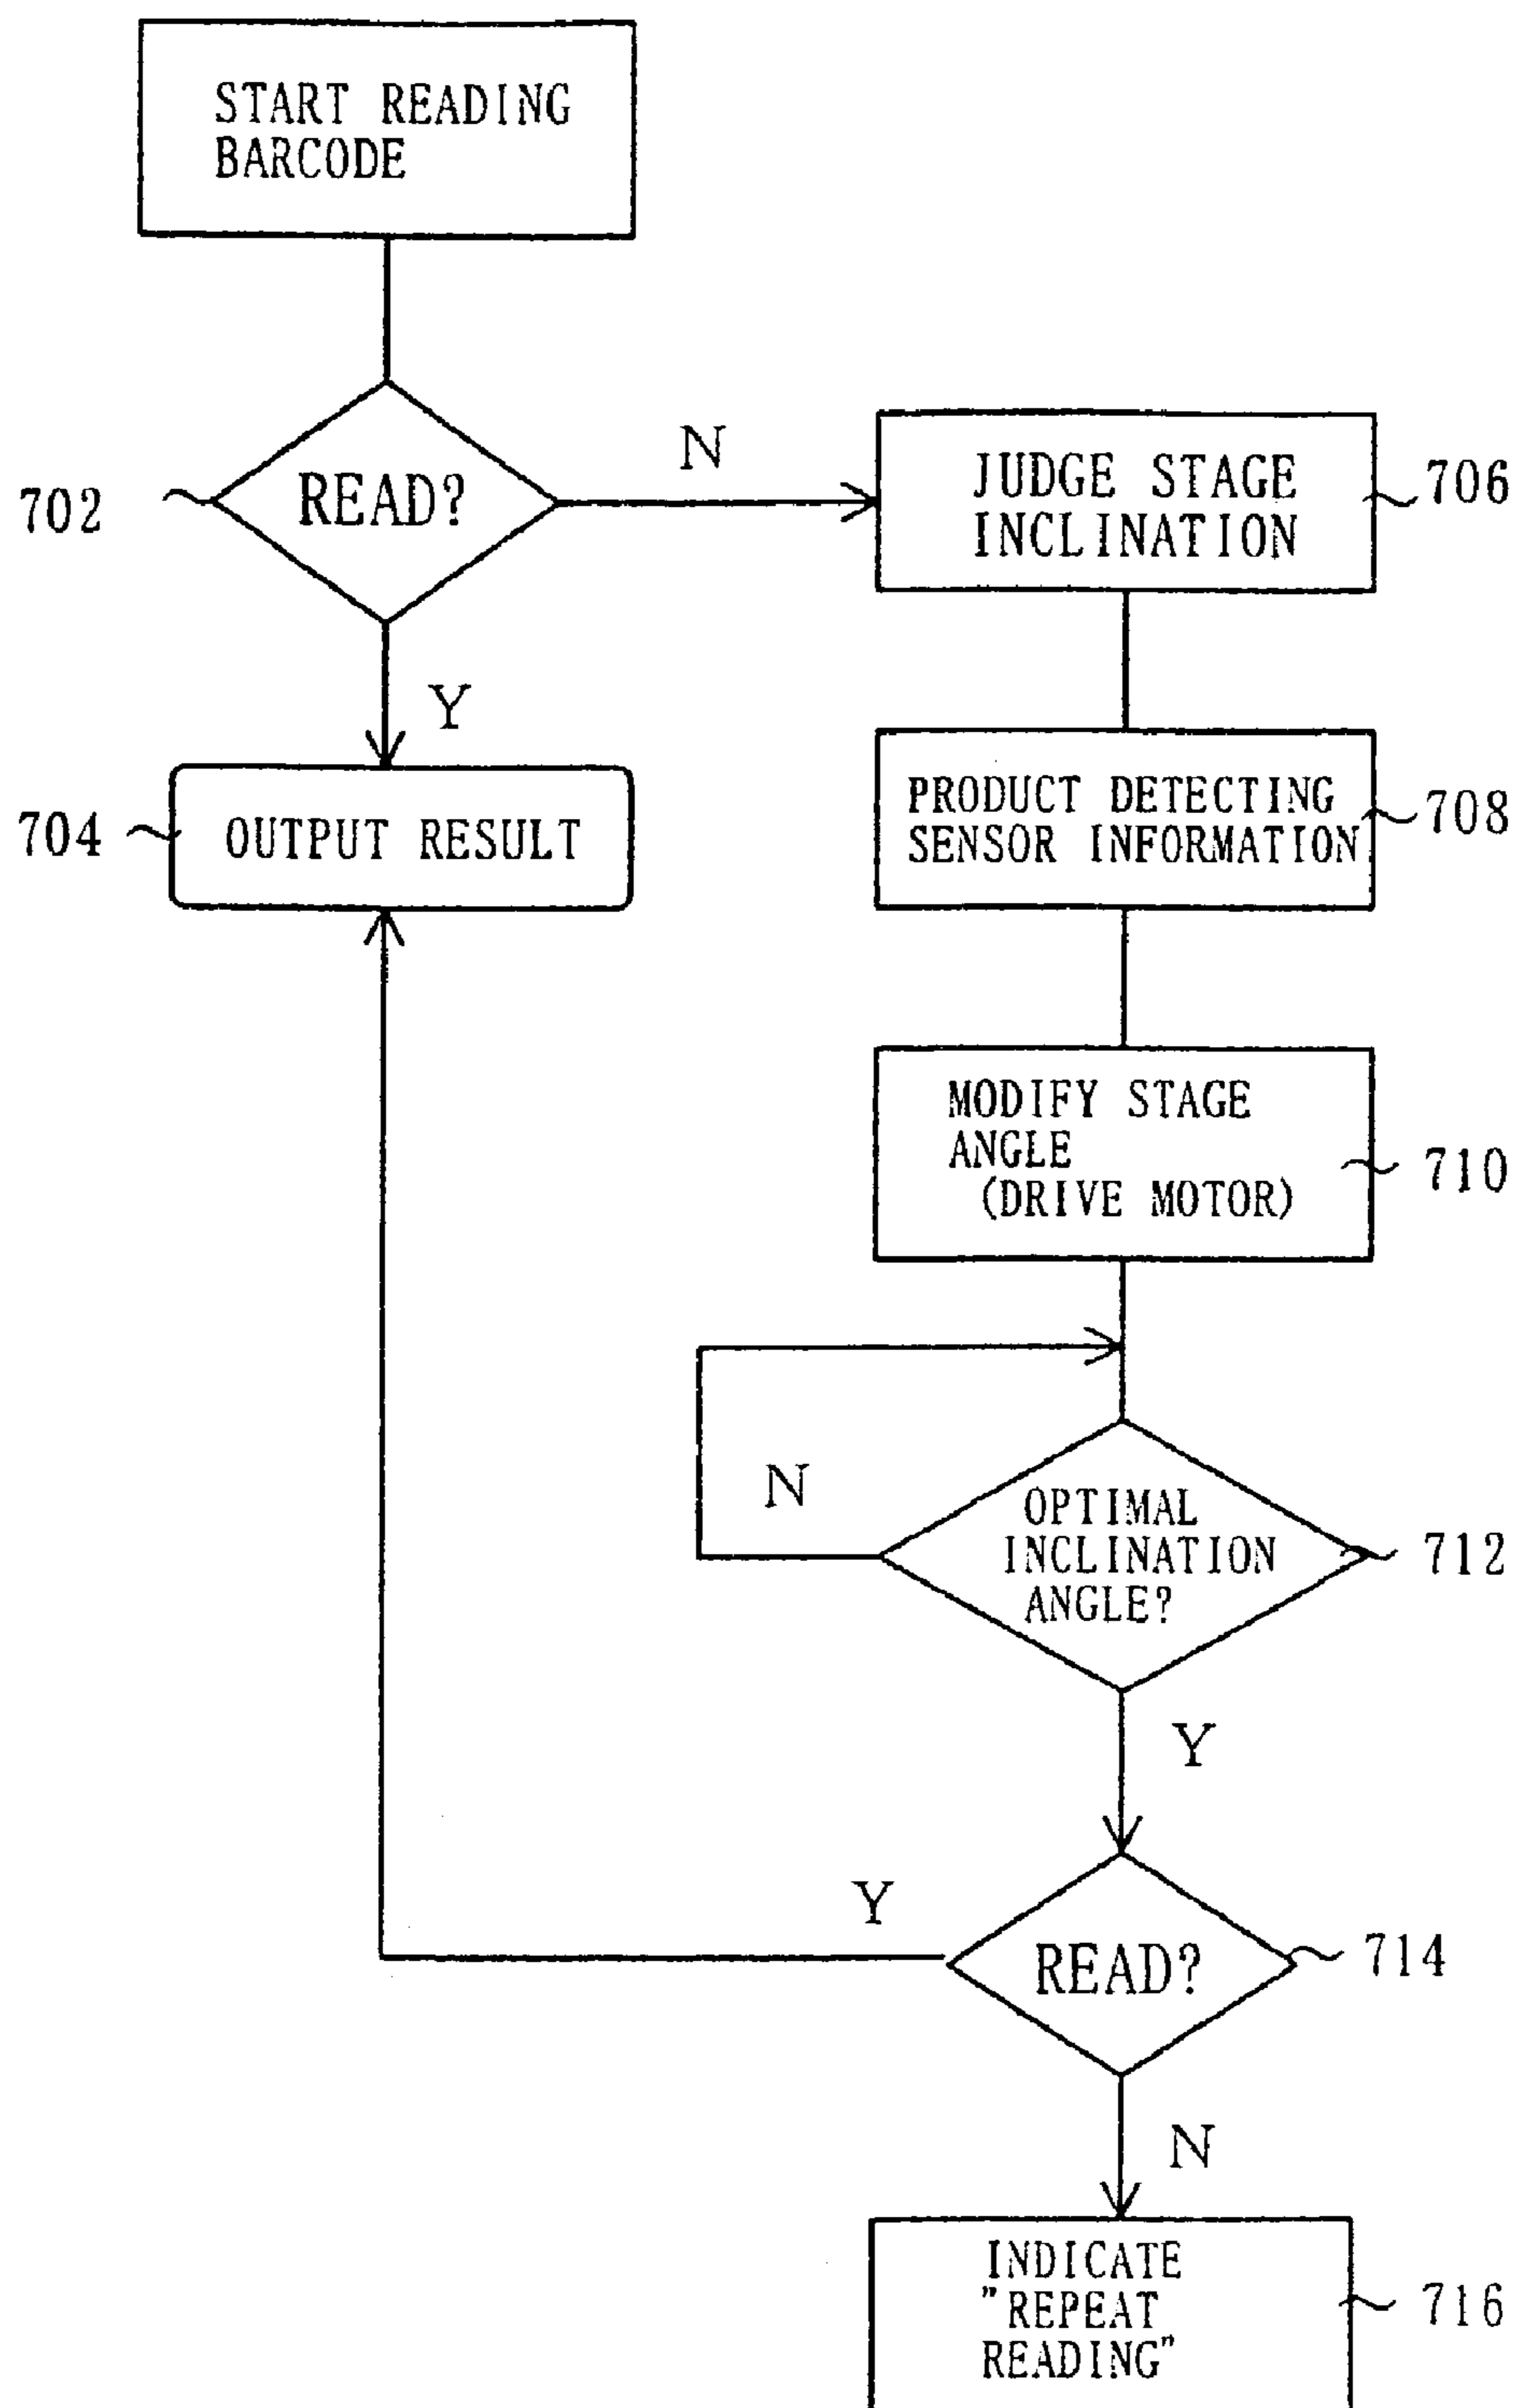 START READING
BARCODE
702
READ?
N
JUDGE STAGE
INCLINATION
706
Y
704
OUTPUT RESULT
PRODUCT DETECTING
SENSOR INFORMATION
708
MODIFY STAGE
ANGLE
(DRIVE MOTOR)
710
N
OPTIMAL
INCLINATION
ANGLE?
712
Y
Y
READ?
714
N
INDICATE
"REPEAT
READING"
716